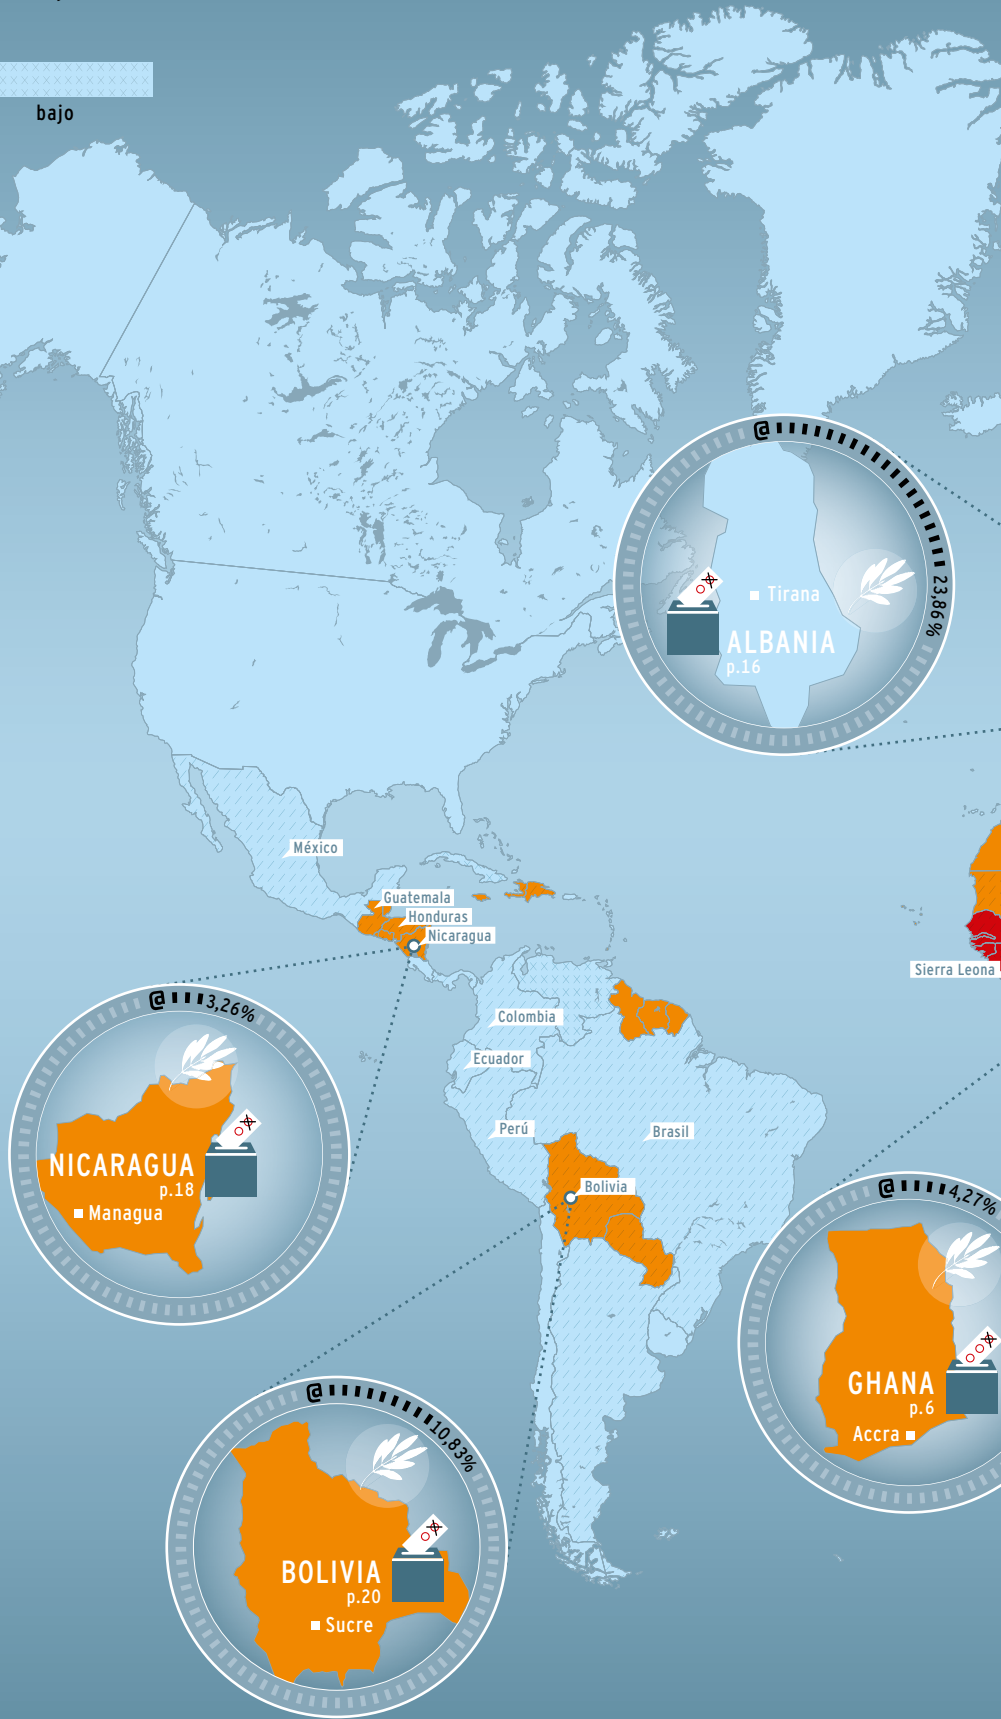 bajo
@ 23,86%
Tirana
ALBANIA
p.16
México
Guatemala
Honduras
Nicaragua
Sierra Leona
@ 3,26%
Colombia
Ecuador
Perú
Brasil
Bolivia
NICARAGUA
p.18
Managua
@ 4,27%
GHANA
p.6
Accra
@ 10,83%
BOLIVIA
p.20
Sucre